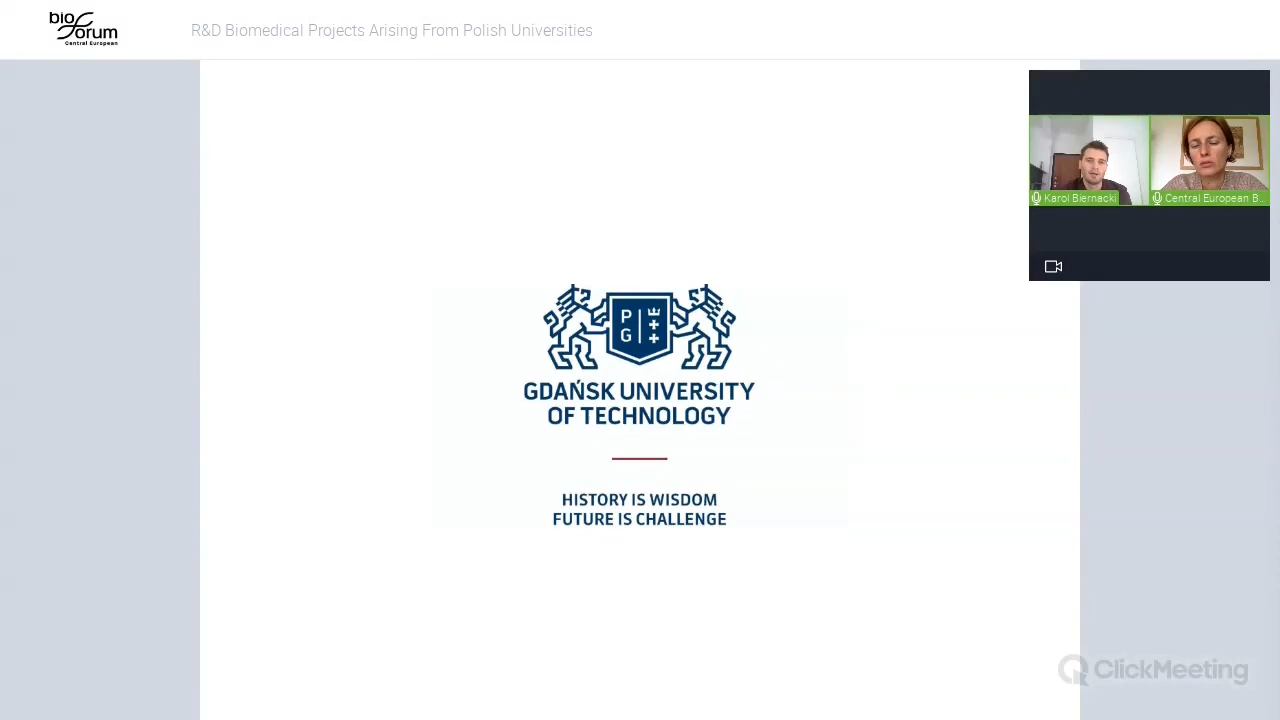 bio
Forum
Central European
R&D Biomedical Projects Arising From Polish Universities
Karol Biernacki
Central European B...
P
G
GDAŃSK UNIVERSITY
OF TECHNOLOGY
HISTORY IS WISDOM
FUTURE IS CHALLENGE
ClickMeeting